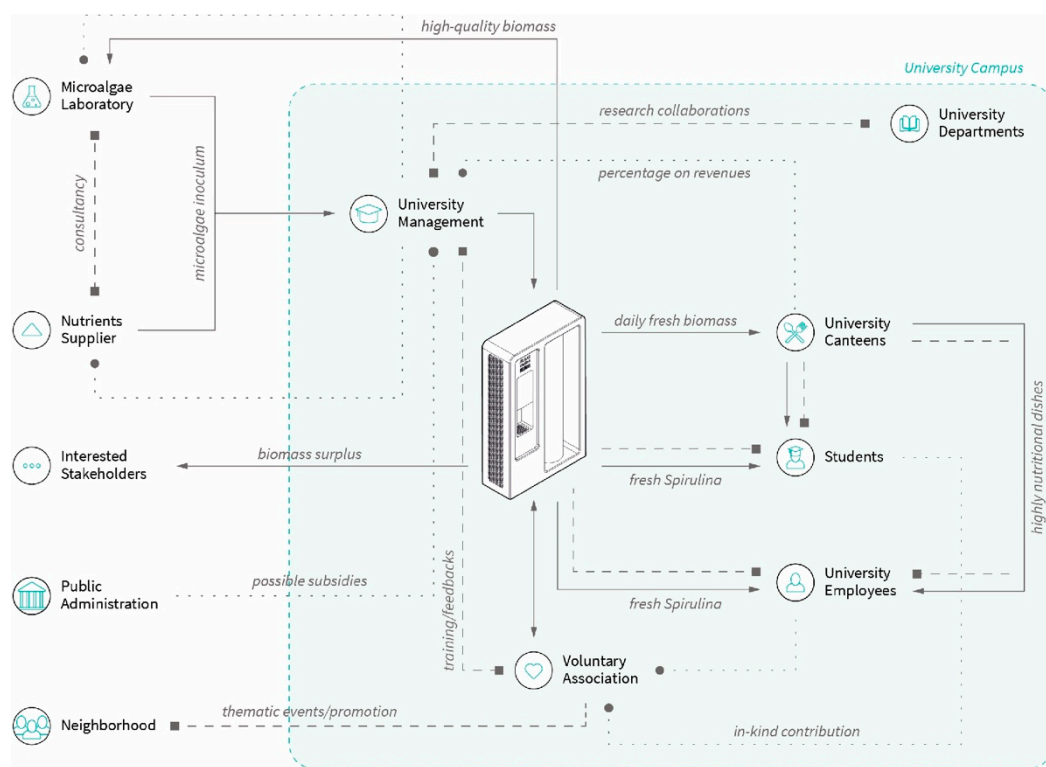 high-quality biomass
University Campus
Microalgae
Laboratory
research collaborations
University
Departments
percentage on revenues
consultancy
microalgae inoculum
University
Management
Nutrients
Supplier
daily fresh biomass
University
Canteens
Interested
Stakeholders
biomass surplus
Students
fresh Spirulina
highly nutritional dishes
Public
Administration
possible subsidies
training/feedbacks
University
Employees
fresh Spirulina
Voluntary
Association
Neighborhood
thematic events/promotion
in-kind contribution